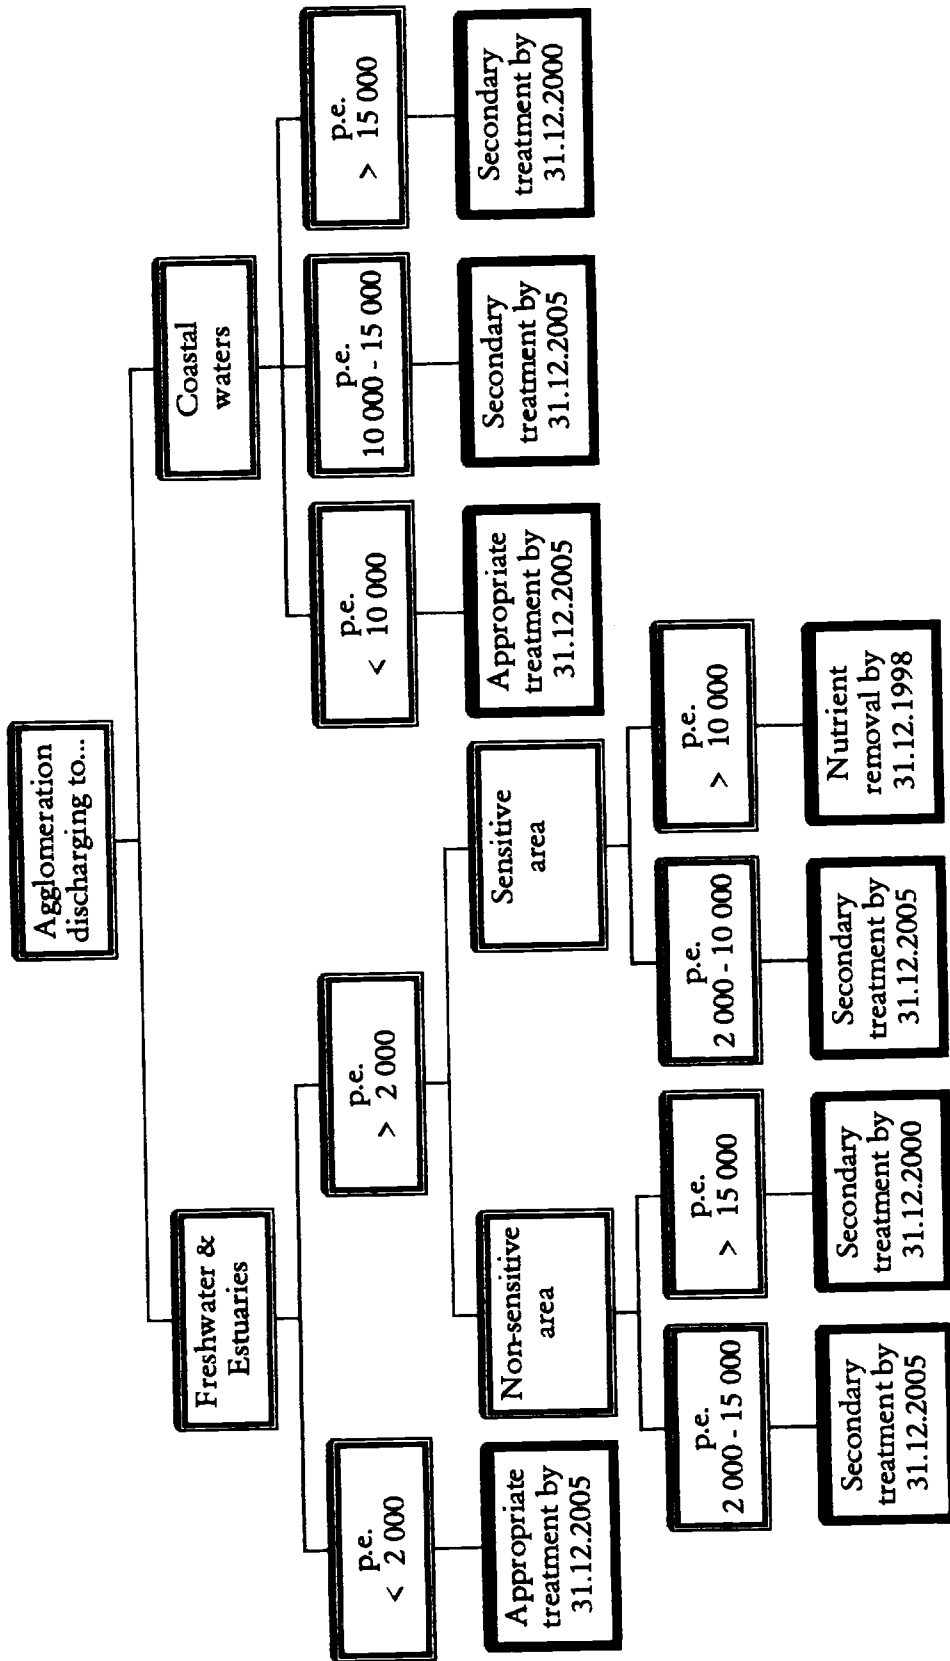 Agglomeration
discharging to...
Freshwater &
Estuaries
Coastal
waters
p.e.
< 2 000
p.e.
> 2 000
p.e.
< 10 000
p.e.
10 000 - 15 000
p.e.
> 15 000
Appropriate
treatment by
31.12.2005
Non-sensitive
area
Sensitive
area
Appropriate
treatment by
31.12.2005
Secondary
treatment by
31.12.2005
Secondary
treatment by
31.12.2000
p.e.
2 000 - 15 000
p.e.
> 15 000
p.e.
2 000 - 10 000
p.e.
> 10 000
Secondary
treatment by
31.12.2005
Secondary
treatment by
31.12.2000
Secondary
treatment by
31.12.2005
Nutrient
removal by
31.12.1998